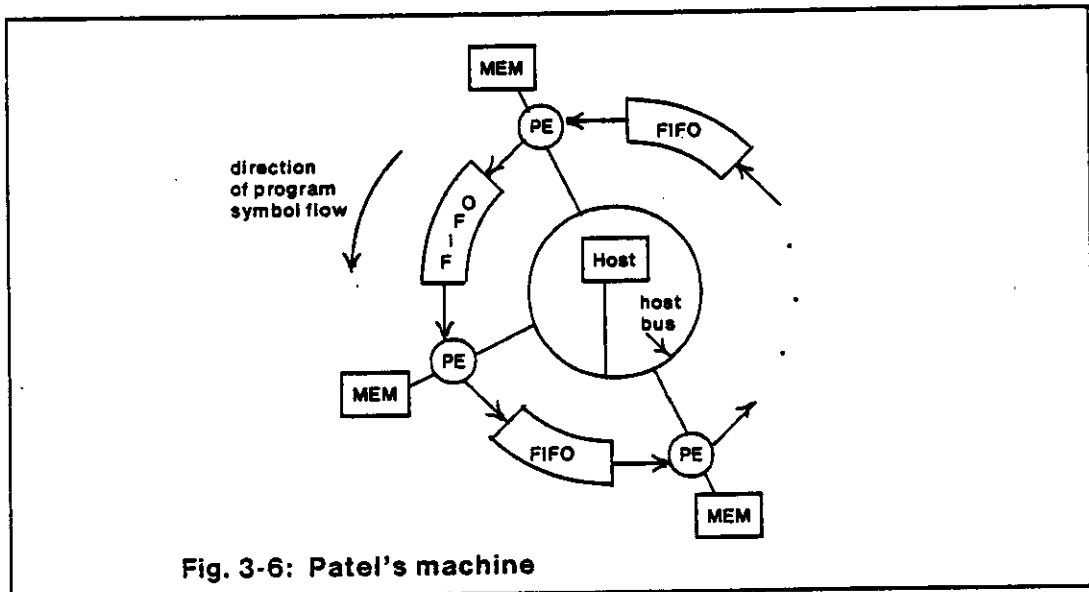 MEM
PE
FIFO
direction
of program
symbol flow
FIFO
Host
host
bus
PE
MEM
FIFO
PE
MEM
Fig. 3-6: Patel's machine